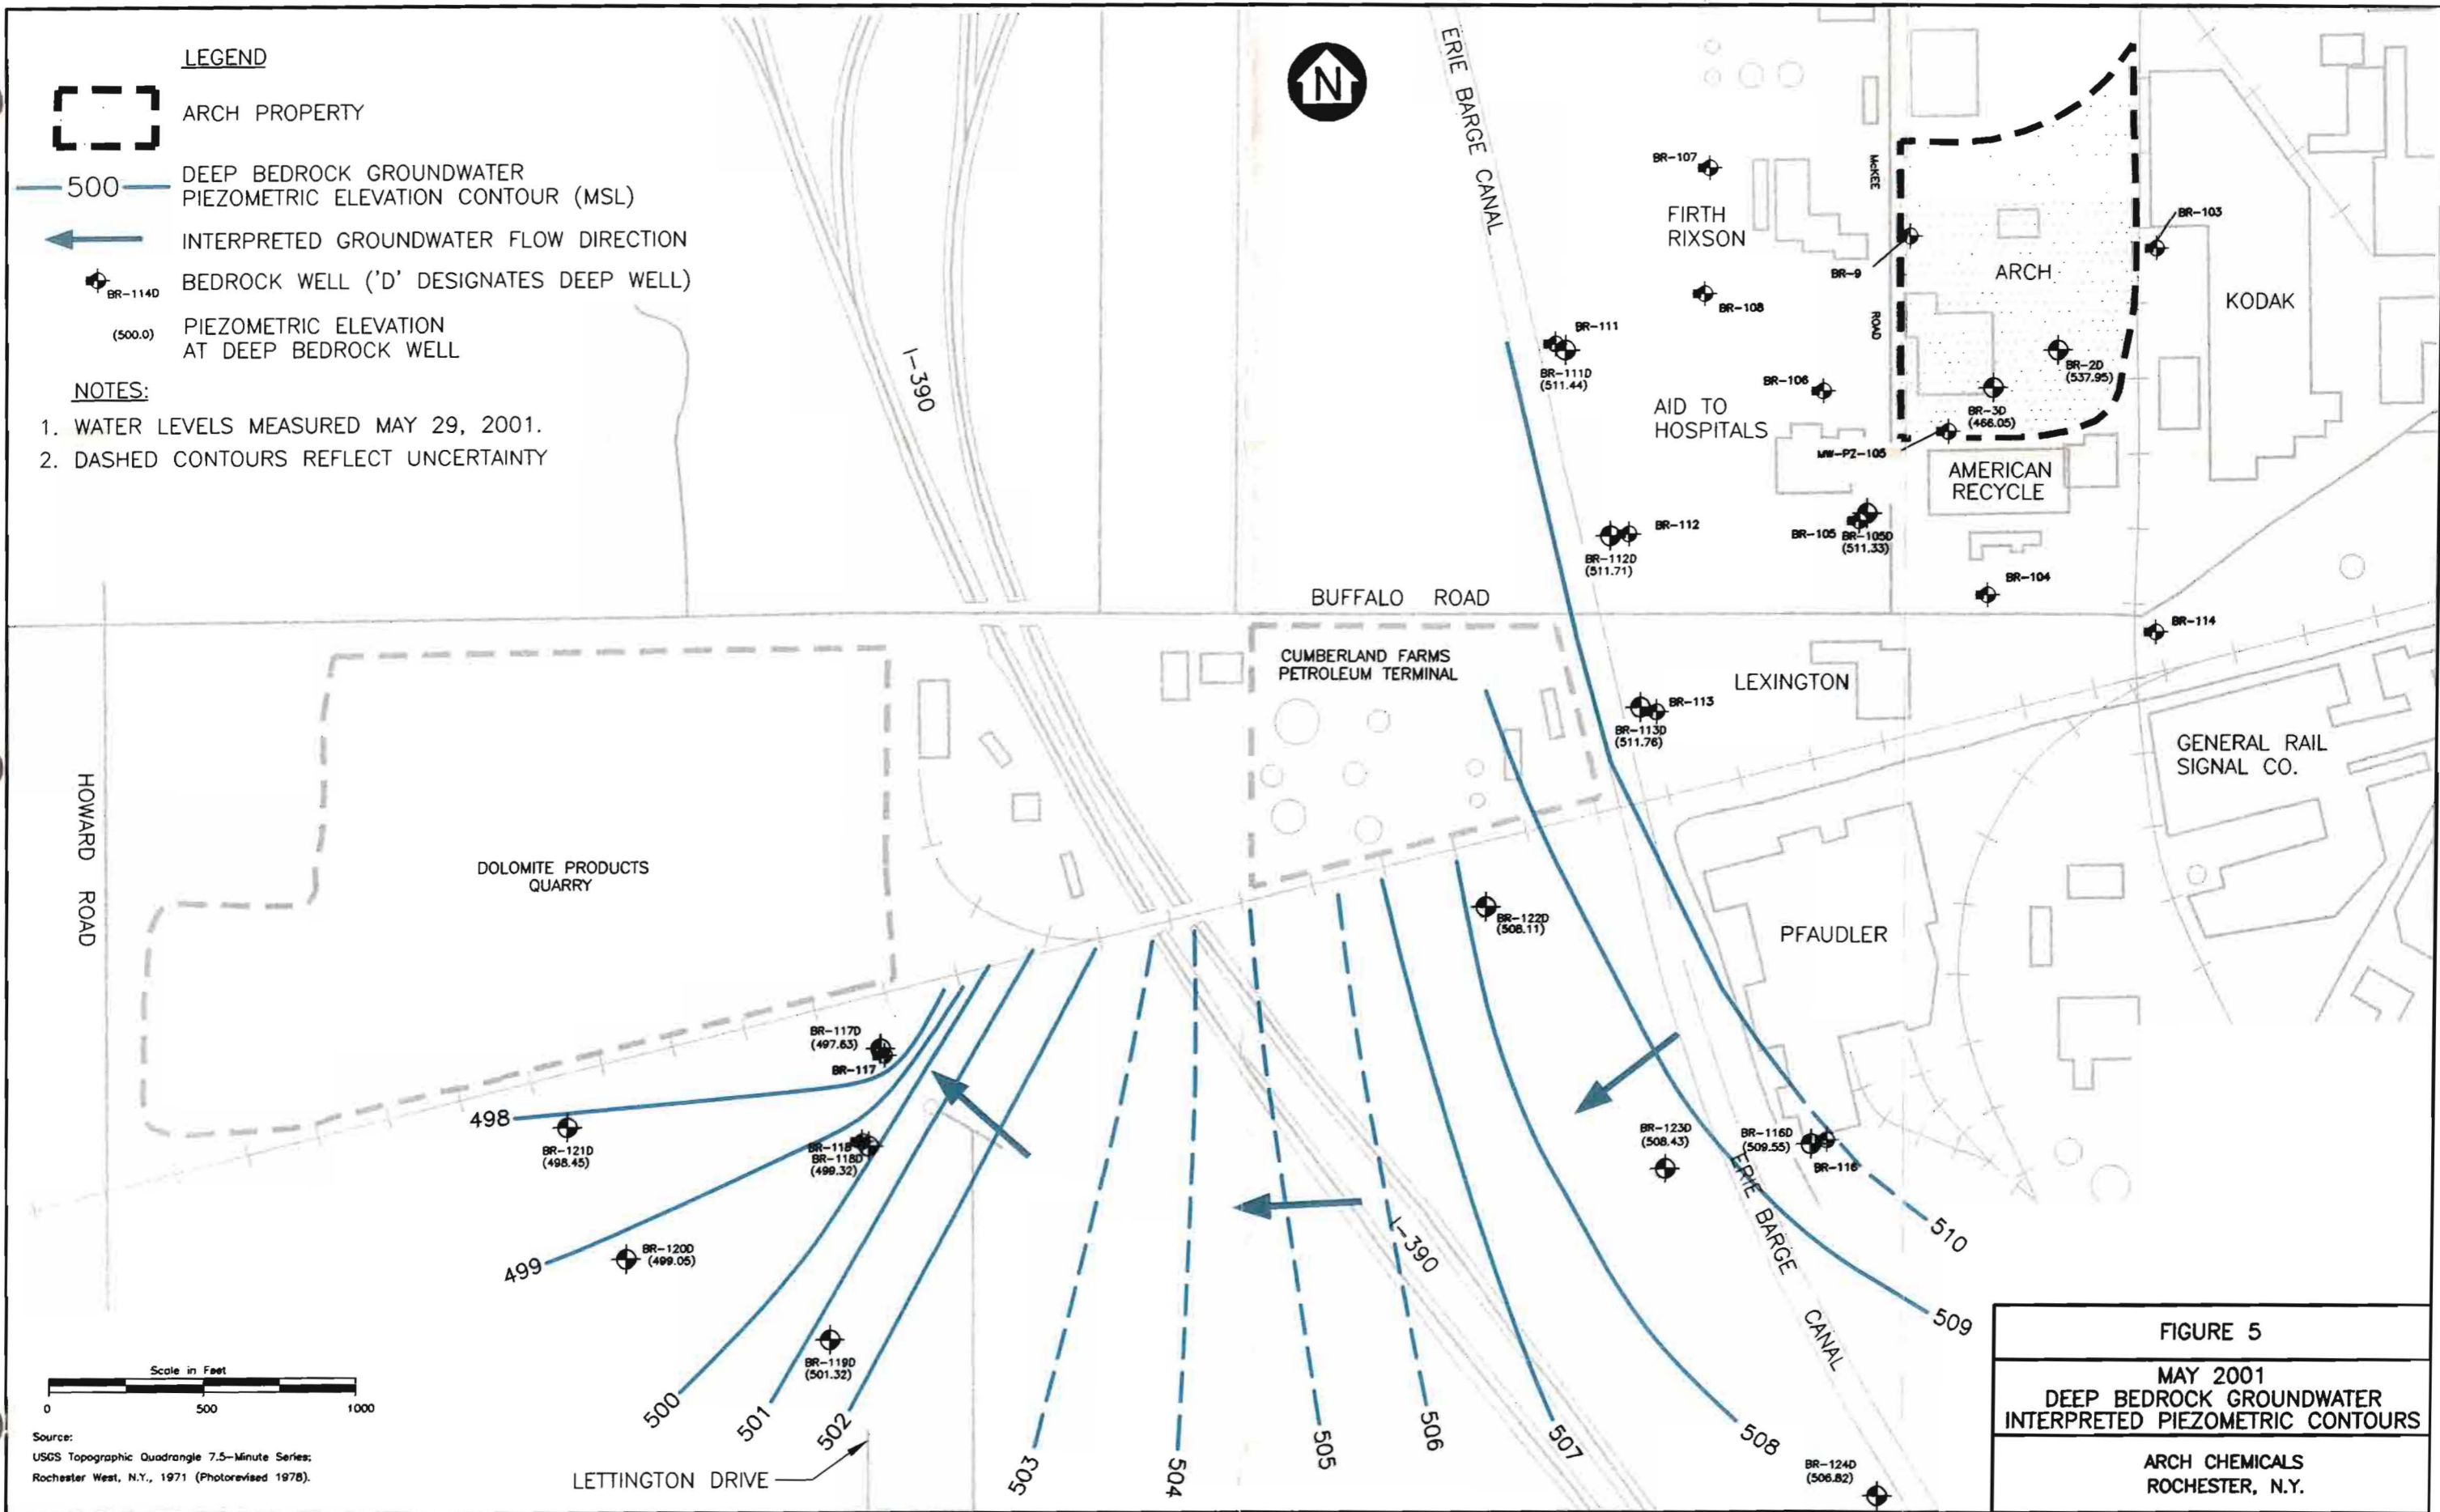 LEGEND
ARCH PROPERTY
500
DEEP BEDROCK GROUNDWATER
PIEZOMETRIC ELEVATION CONTOUR (MSL)
INTERPRETED GROUNDWATER FLOW DIRECTION
BR-114D
BEDROCK WELL ('D' DESIGNATES DEEP WELL)
(500.0)
PIEZOMETRIC ELEVATION
AT DEEP BEDROCK WELL
NOTES:
1. WATER LEVELS MEASURED MAY 29, 2001.
2. DASHED CONTOURS REFLECT UNCERTAINTY
N
I-390
ERIE BARGE CANAL
BR-107
FIRTH
RIXSON
BR-108
McKEE
ROAD
BR-9
ARCH
BR-103
KODAK
BR-111
BR-111D
(511.44)
BR-106
BR-2D
(537.95)
BR-3D
(466.05)
AID TO
HOSPITALS
MW-PZ-105
AMERICAN
RECYCLE
BR-112
BR-112D
(511.71)
BR-105
BR-105D
(511.33)
BR-104
BUFFALO ROAD
BR-114
CUMBERLAND FARMS
PETROLEUM TERMINAL
LEXINGTON
BR-113
BR-113D
(511.76)
GENERAL RAIL
SIGNAL CO.
HOWARD ROAD
DOLOMITE PRODUCTS
QUARRY
BR-122D
(508.11)
PFAUDLER
BR-117D
(497.63)
BR-117
498
BR-121D
(498.45)
BR-118
BR-118D
(499.32)
BR-123D
(508.43)
BR-116D
(509.55)
BR-116
ERIE BARGE CANAL
I-390
499
BR-120D
(499.05)
BR-119D
(501.32)
510
509
500
501
502
503
504
505
506
507
508
BR-124D
(506.82)
LETTINGTON DRIVE
Scale in Feet
0 500 1000
Source:
USGS Topographic Quadrangle 7.5-Minute Series;
Rochester West, N.Y., 1971 (Photorevised 1978).
FIGURE 5
MAY 2001
DEEP BEDROCK GROUNDWATER
INTERPRETED PIEZOMETRIC CONTOURS
ARCH CHEMICALS
ROCHESTER, N.Y.